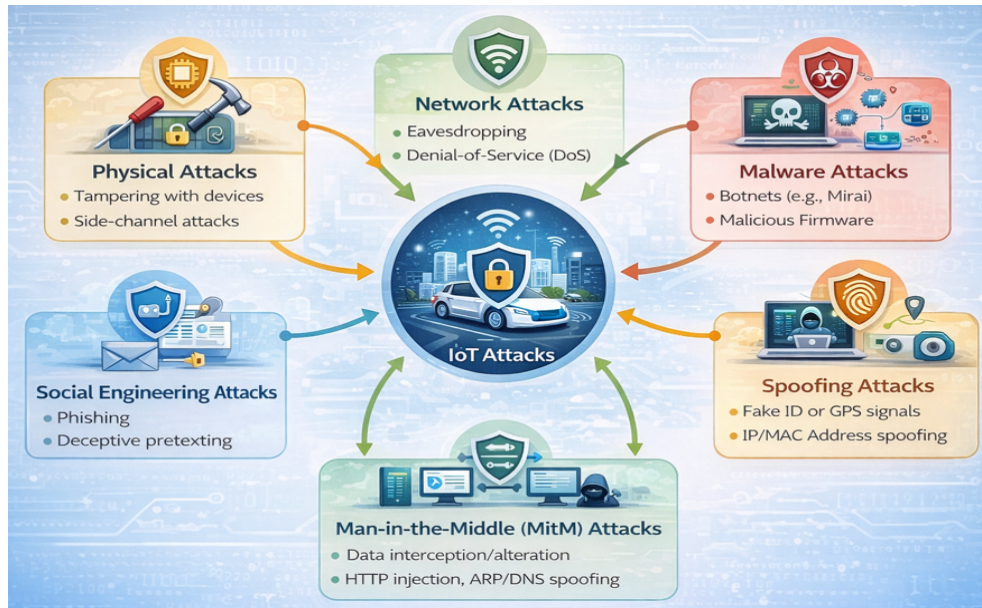 Network Attacks
• Eavesdropping
• Denial-of-Service (DoS)
Physical Attacks
• Tampering with devices
• Side-channel attacks
Malware Attacks
• Botnets (e.g., Mirai)
• Malicious Firmware
IoT Attacks
Social Engineering Attacks
• Phishing
• Deceptive pretexting
Spoofing Attacks
• Fake ID or GPS signals
• IP/MAC Address spoofing
Man-in-the-Middle (MitM) Attacks
• Data interception/alteration
• HTTP injection, ARP/DNS spoofing